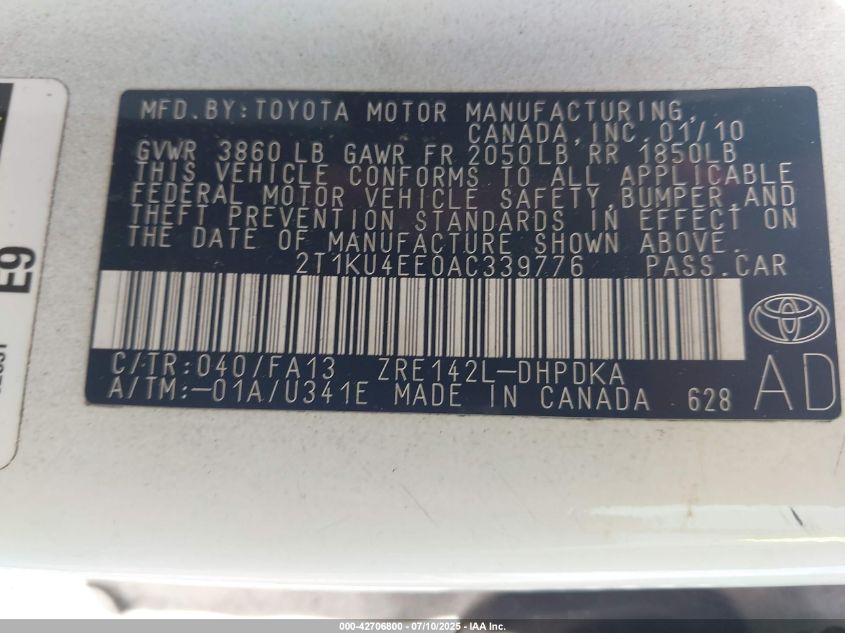 MFD.BY:TOYOTA MOTOR MANUFACTURING,
CANADA,INC.01/10
GVWR 3860 LB GAWR FR 2050LB RR 1850LB
THIS VEHICLE CONFORMS TO ALL APPLICABLE
FEDERAL MOTOR VEHICLE SAFETY,BUMPER,AND
THEFT PREVENTION STANDARDS IN EFFECT ON
THE DATE OF MANUFACTURE SHOWN ABOVE.
2T1KU4EE0AC339776 PASS.CAR
C/TR:040/FA13 ZRE142L-DHPDKA
A/TM:-01A/U341E MADE IN CANADA 628
AD
E9
000-42706800 - 07/10/2025 - IAA, Inc.